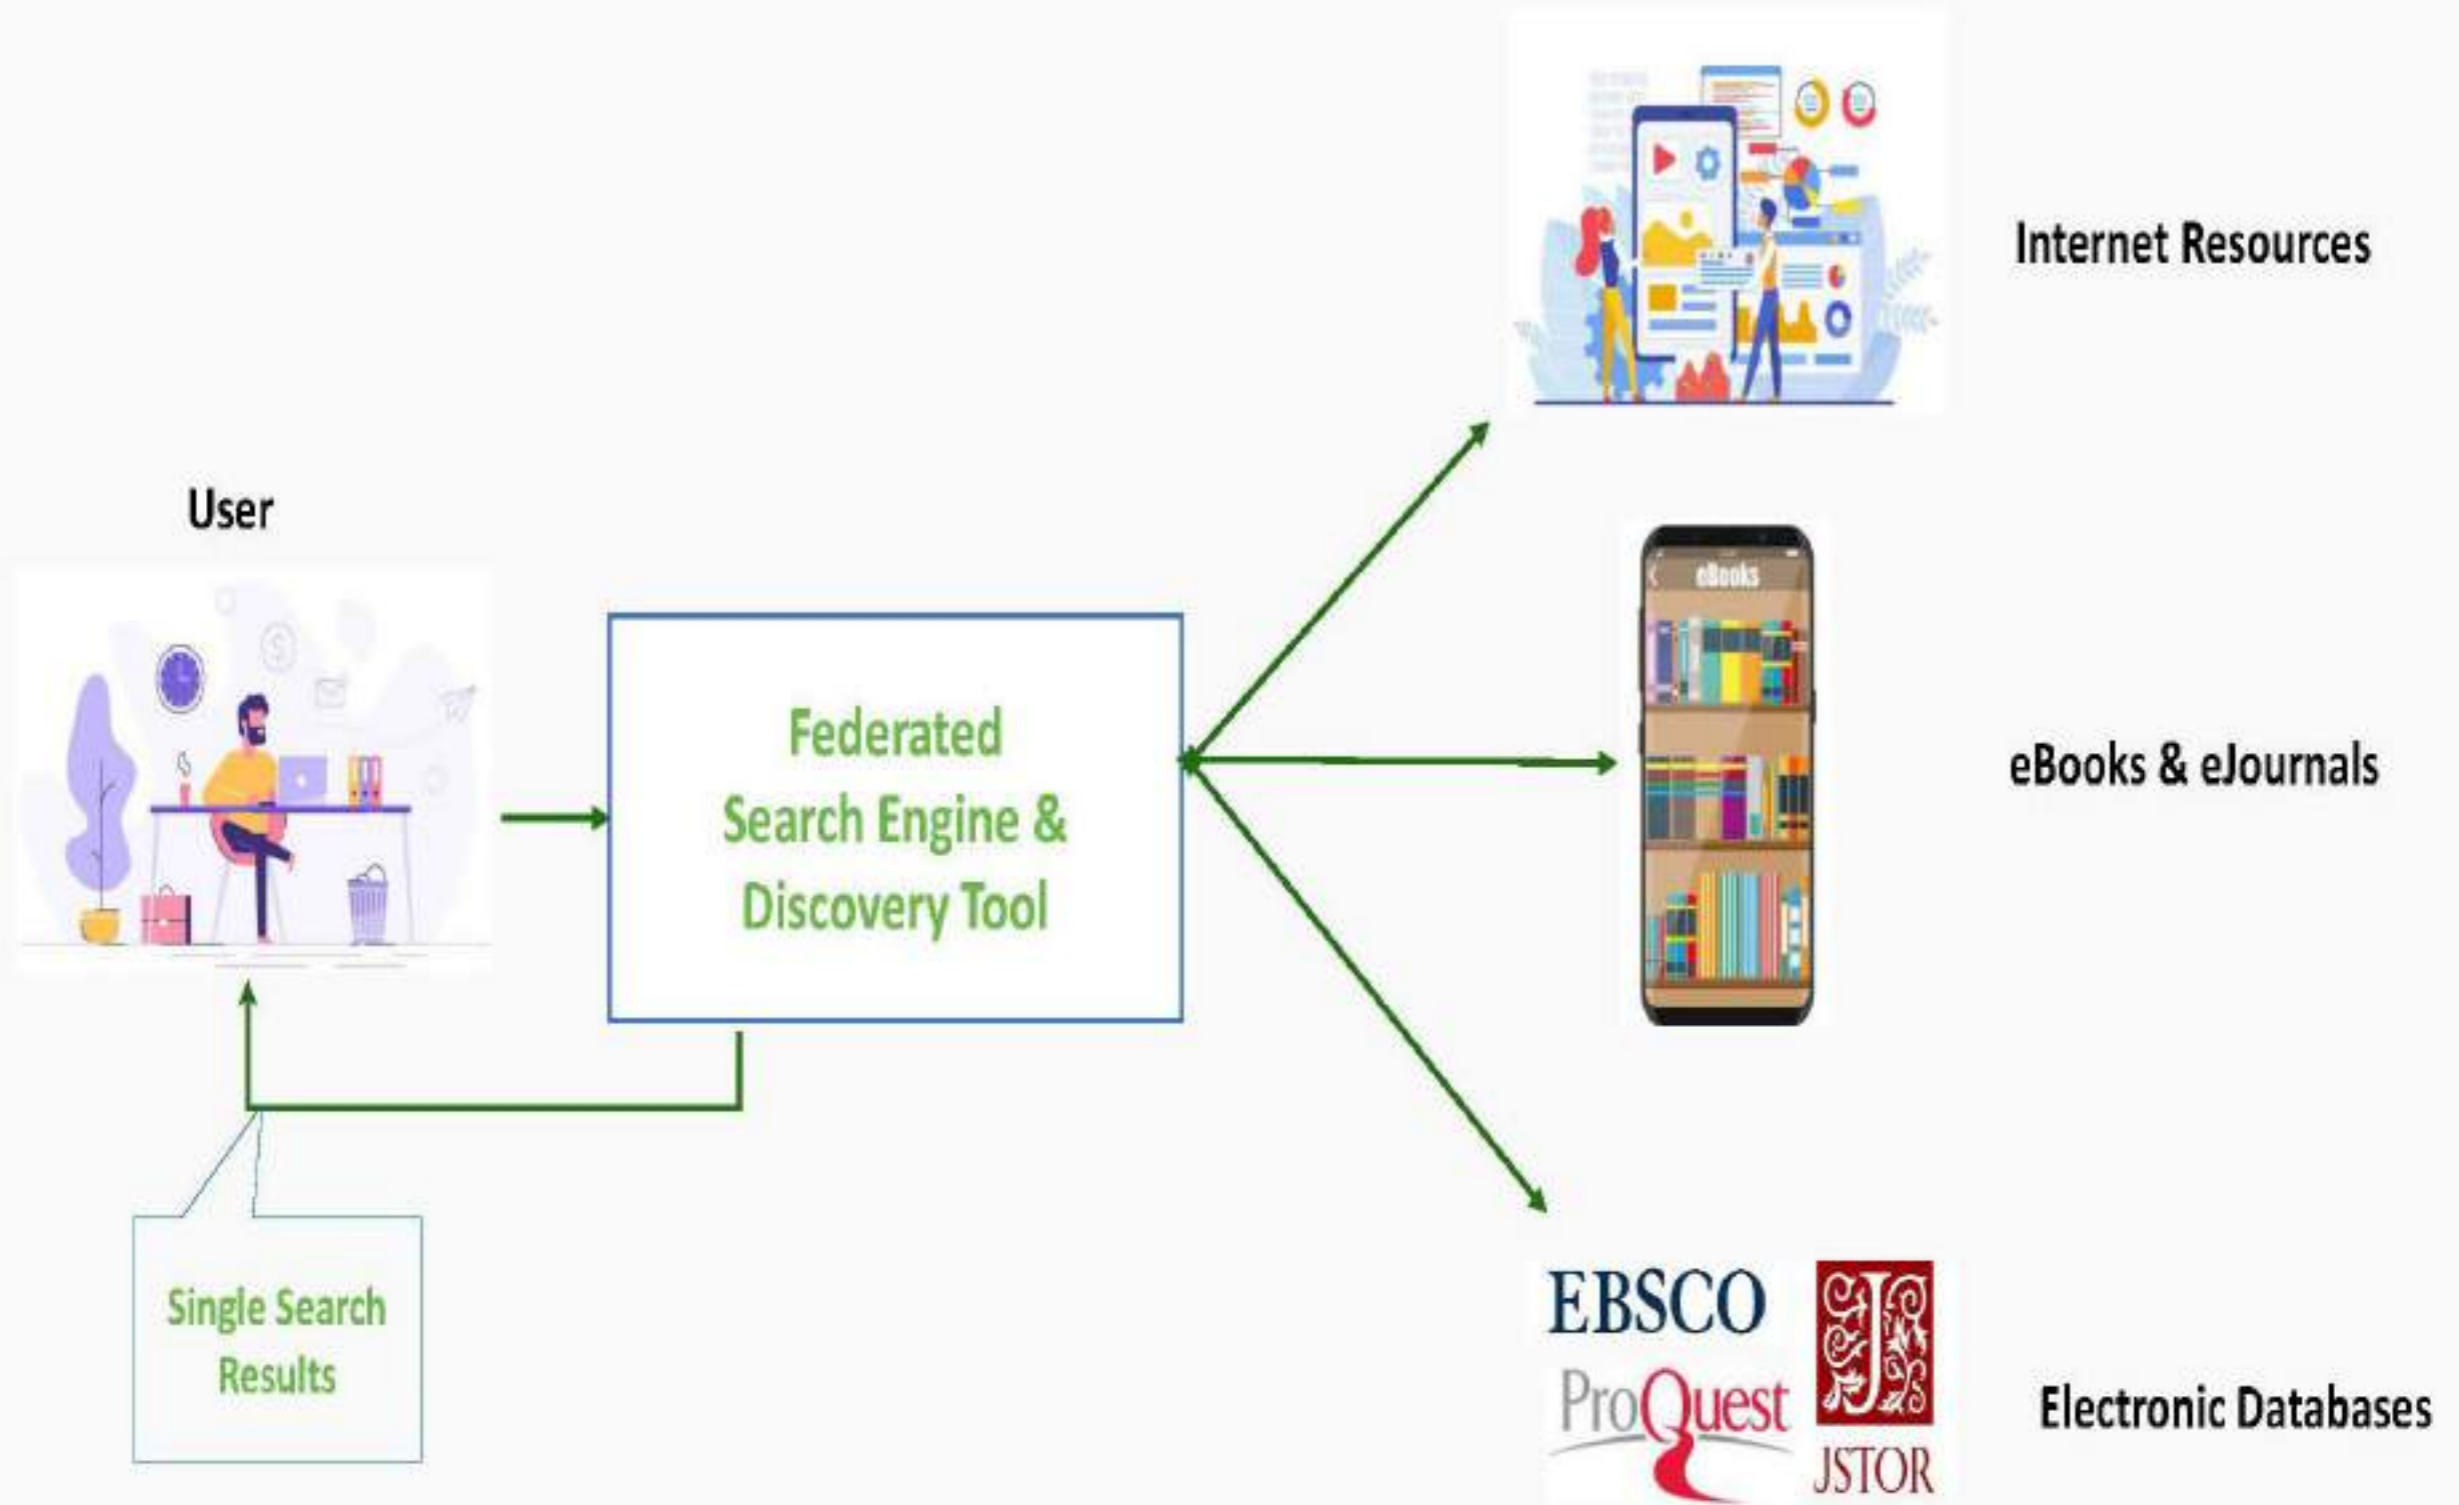 Internet Resources
User
eBooks
Federated
Search Engine &
Discovery Tool
eBooks & eJournals
Single Search
Results
EBSCO
ProQuest
J
JSTOR
Electronic Databases